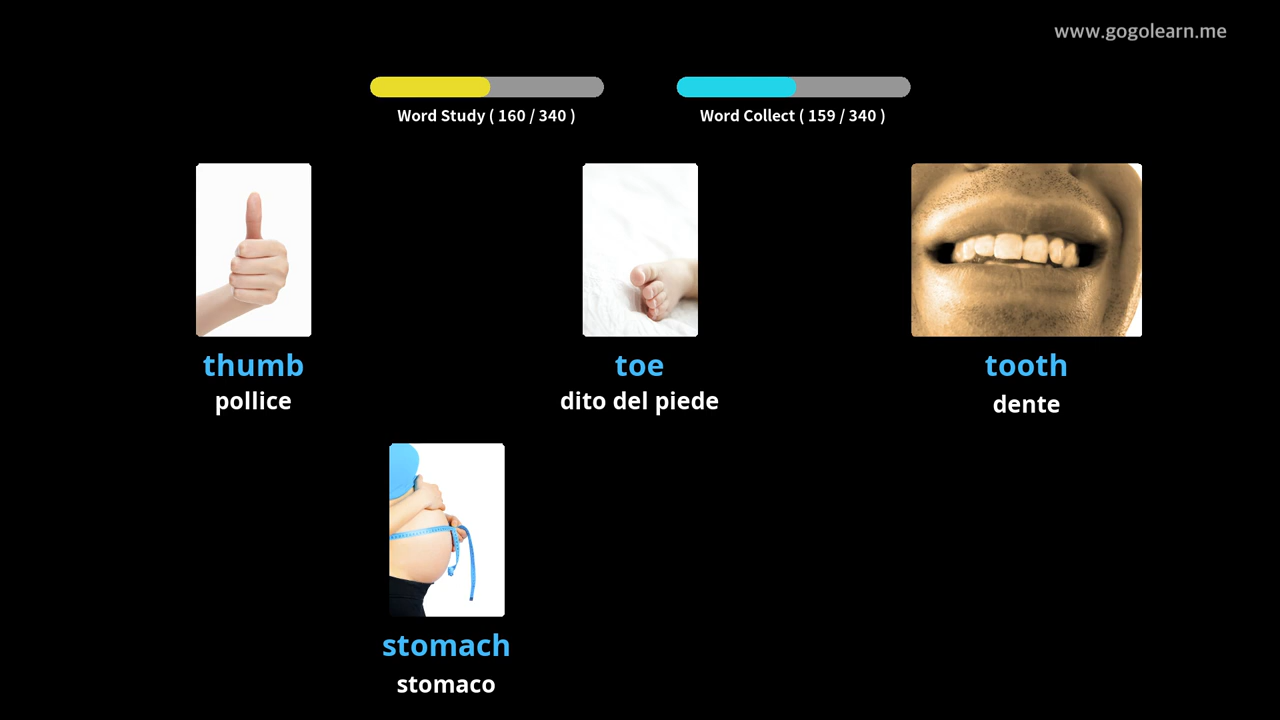 www.gogolearn.me
Word Study ( 160 / 340 )
Word Collect ( 159 / 340 )
thumb
pollice
toe
dito del piede
tooth
dente
stomach
stomaco